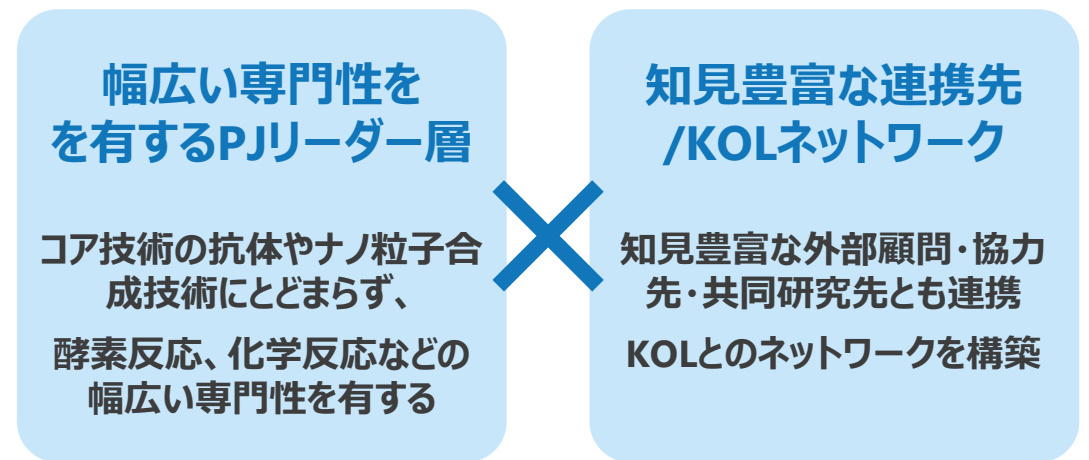 幅広い専門性を
を有するPJリーダー層
コア技術の抗体やナノ粒子合
成技術にとどまらず、
酵素反応、化学反応などの
幅広い専門性を有する
知見豊富な連携先
/KOLネットワーク
知見豊富な外部顧問・協力
先・共同研究先とも連携
KOLとのネットワークを構築